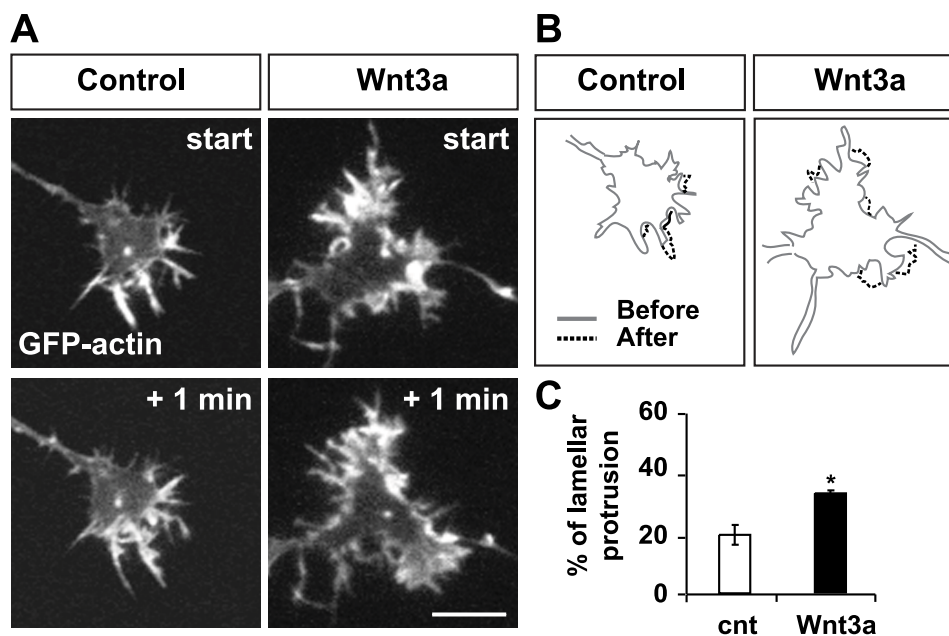 A
Control
Wnt3a
start
start
GFP-actin
+ 1 min
+ 1 min
B
Control
Wnt3a
Before
After
C
% of lamellar
protrusion
60
40
20
0
*
cnt
Wnt3a